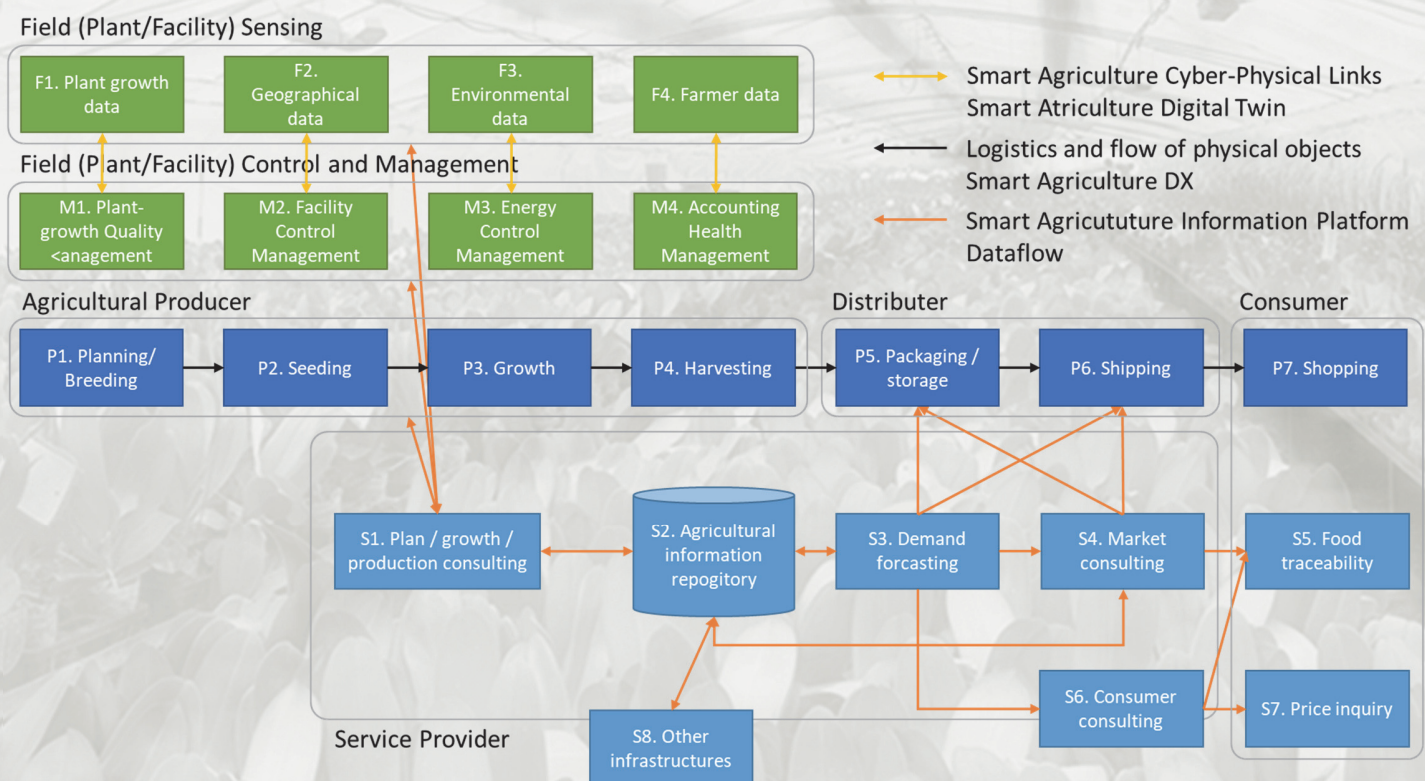 Field (Plant/Facility) Sensing
F1. Plant growth
data
F2.
Geographical
data
F3.
Environmental
data
F4. Farmer data
Smart Agriculture Cyber-Physical Links
Smart Atriculture Digital Twin
Logistics and flow of physical objects
Smart Agriculture DX
Smart Agricututure Information Platform
Dataflow
Field (Plant/Facility) Control and Management
M1. Plant-
growth Quality
<anagement
M2. Facility
Control
Management
M3. Energy
Control
Management
M4. Accounting
Health
Management
Agricultural Producer
Distributer
Consumer
P1. Planning/
Breeding
P2. Seeding
P3. Growth
P4. Harvesting
P5. Packaging /
storage
P6. Shipping
P7. Shopping
S1. Plan / growth /
production consulting
S2. Agricultural
information
repogitory
S3. Demand
forcasting
S4. Market
consulting
S5. Food
traceability
S6. Consumer
consulting
S7. Price inquiry
Service Provider
S8. Other
infrastructures